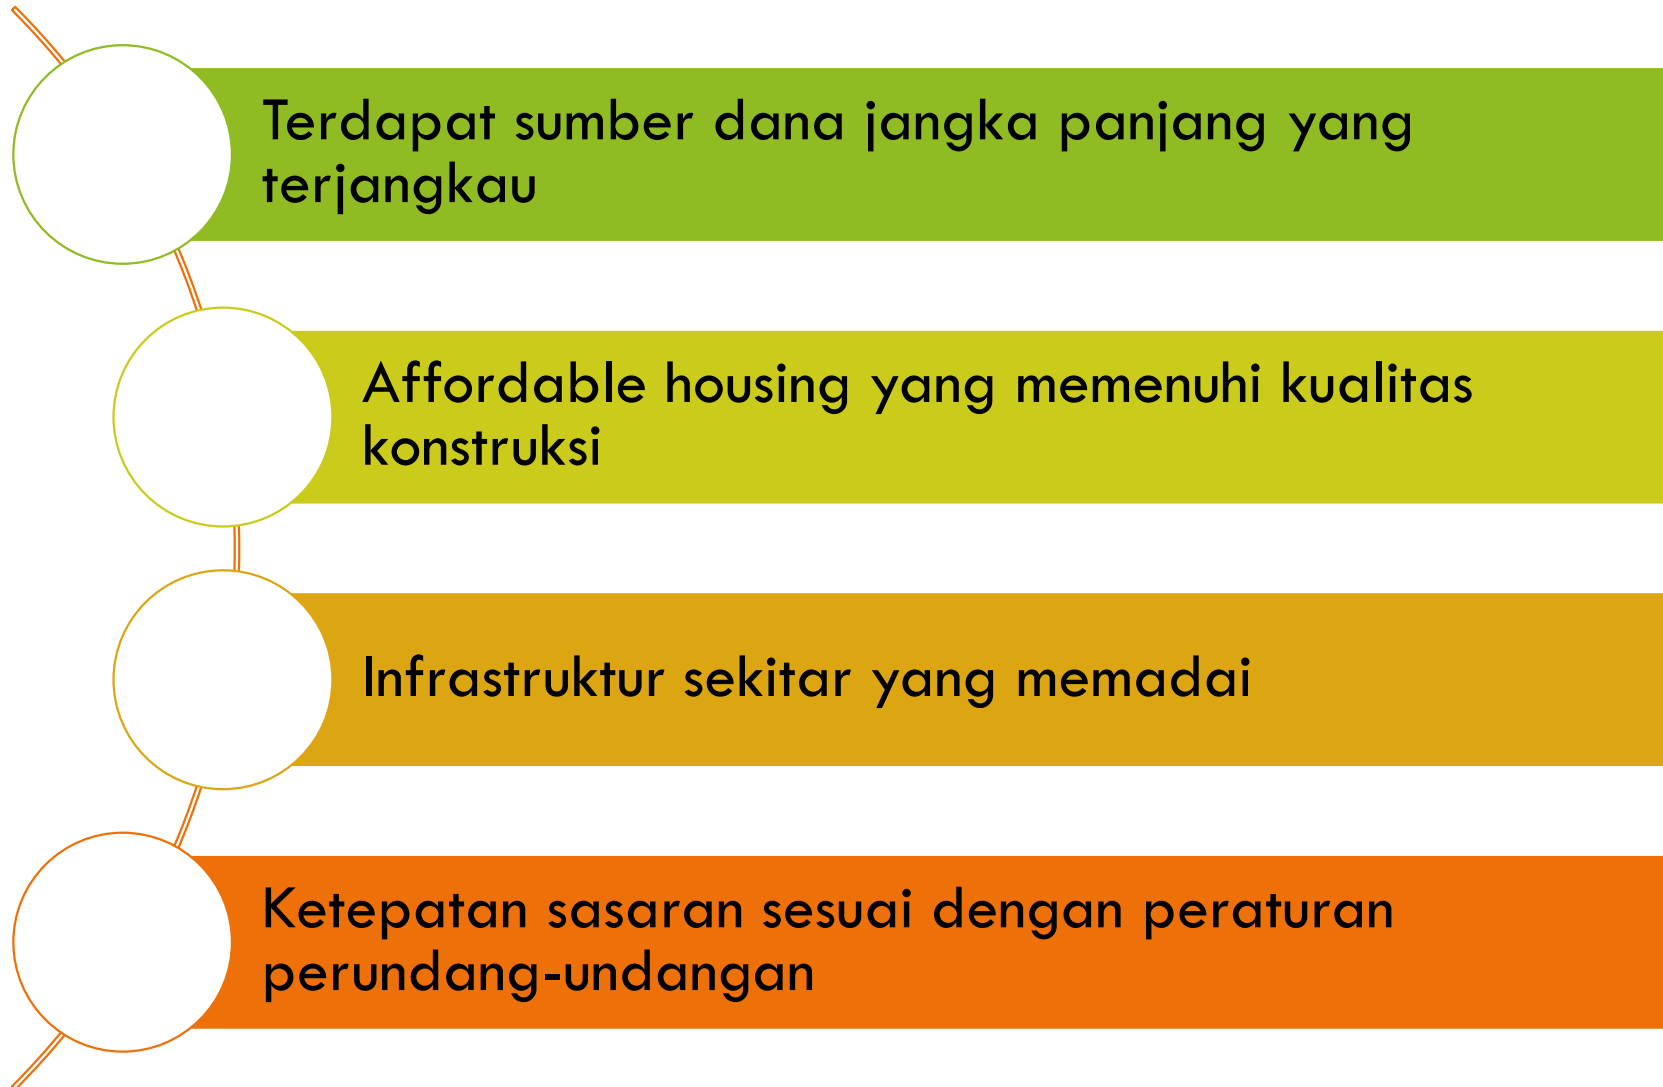 Terdapat sumber dana jangka panjang yang
terjangkau
Affordable housing yang memenuhi kualitas
konstruksi
Infrastruktur sekitar yang memadai
Ketepatan sasaran sesuai dengan peraturan
perundang-undangan